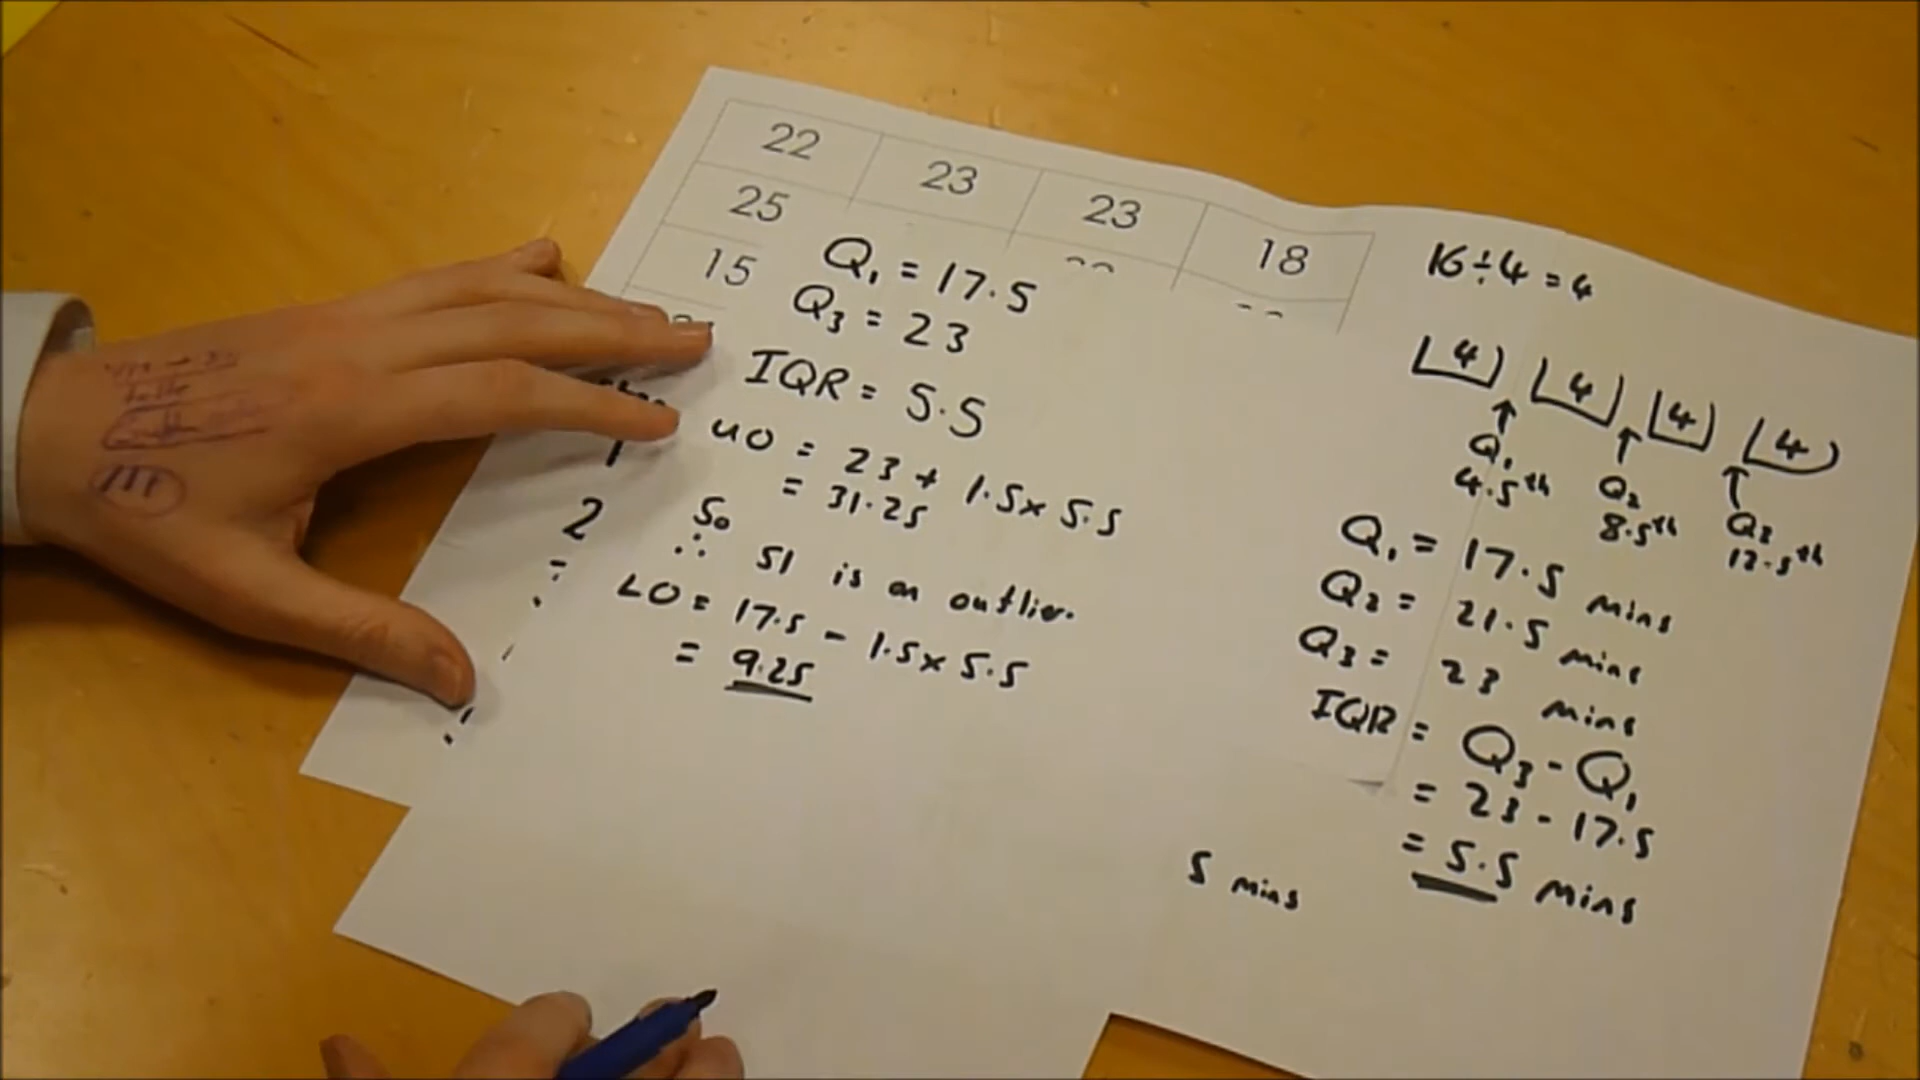 22 23 23 18
25
15
Q₁ = 17.5
Q₃ = 23
IQR = 5.5
UO = 23 + 1.5 × 5.5
= 31.25
So
∴ 51 is an outlier.
LO = 17.5 - 1.5 × 5.5
= 9.25
2
16 ÷ 4 = 4
4 4 4 4
Q₁ Q₂ Q₃
4.5th 8.5th 12.5th
Q₁ = 17.5 mins
Q₂ = 21.5 mins
Q₃ = 23 mins
IQR = Q₃ - Q₁
= 23 - 17.5
= 5.5 mins
5 mins